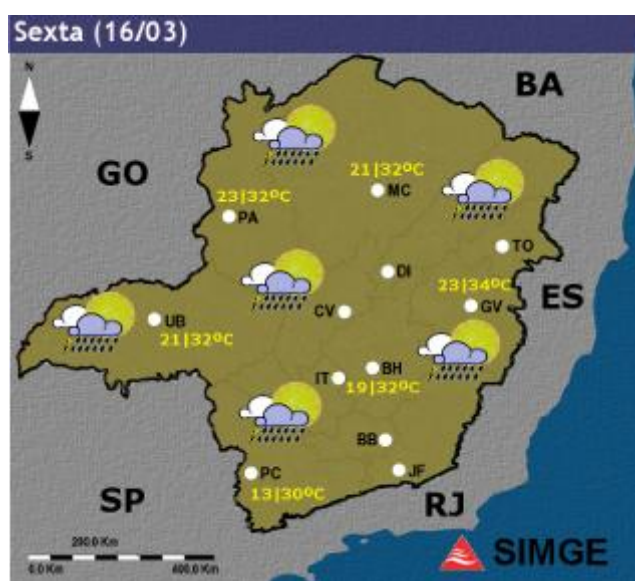 Sexta (16/03)
N
S
BA
GO
21|32ºC
MC
23|32ºC
PA
TO
DI
23|34ºC
GV
ES
CV
UB
21|32ºC
BH
IT
19|32ºC
BB
PC
JF
13|30ºC
SP
RJ
200.0 Km
0.0 Km
400.0 Km
SIMGE